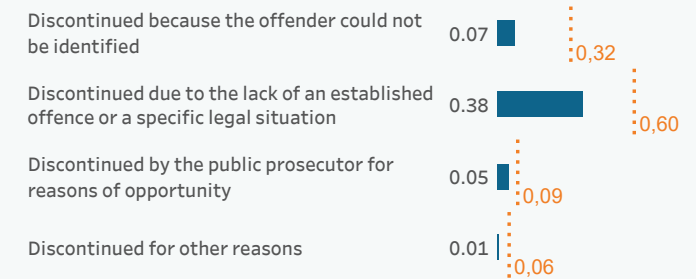 Discontinued because the offender could not
be identified
0.07
0,32
Discontinued due to the lack of an established
offence or a specific legal situation
0.38
0,60
Discontinued by the public prosecutor for
reasons of opportunity
0.05
0,09
Discontinued for other reasons
0.01
0,06